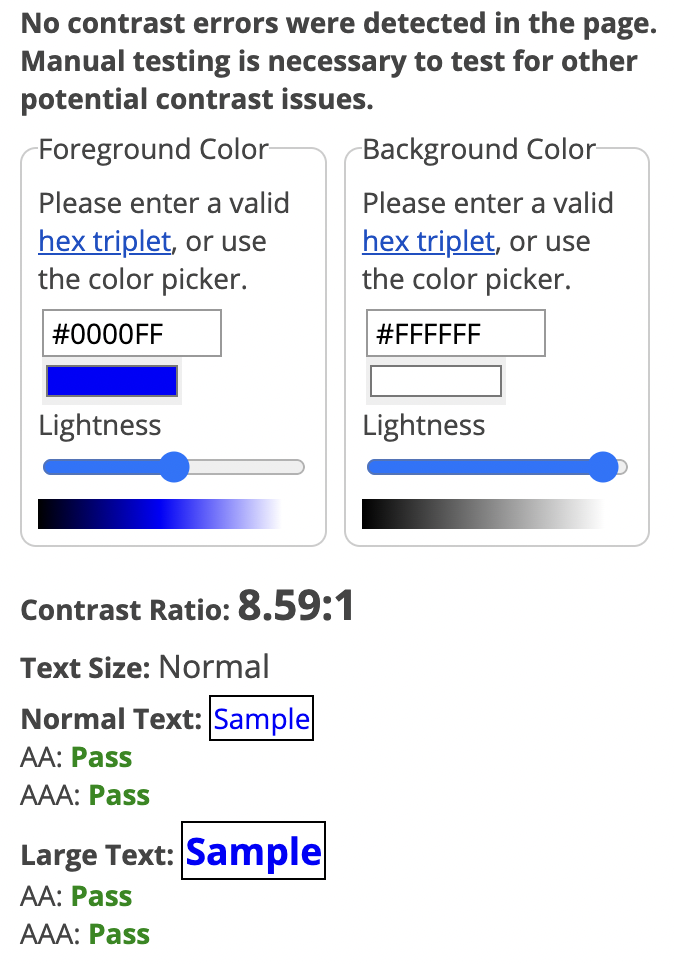 No contrast errors were detected in the page.
Manual testing is necessary to test for other
potential contrast issues.
Foreground Color
Please enter a valid
hex triplet, or use
the color picker.
#0000FF
Lightness
Background Color
Please enter a valid
hex triplet, or use
the color picker.
#FFFFFF
Lightness
Contrast Ratio: 8.59:1
Text Size: Normal
Normal Text: Sample
AA: Pass
AAA: Pass
Large Text: Sample
AA: Pass
AAA: Pass